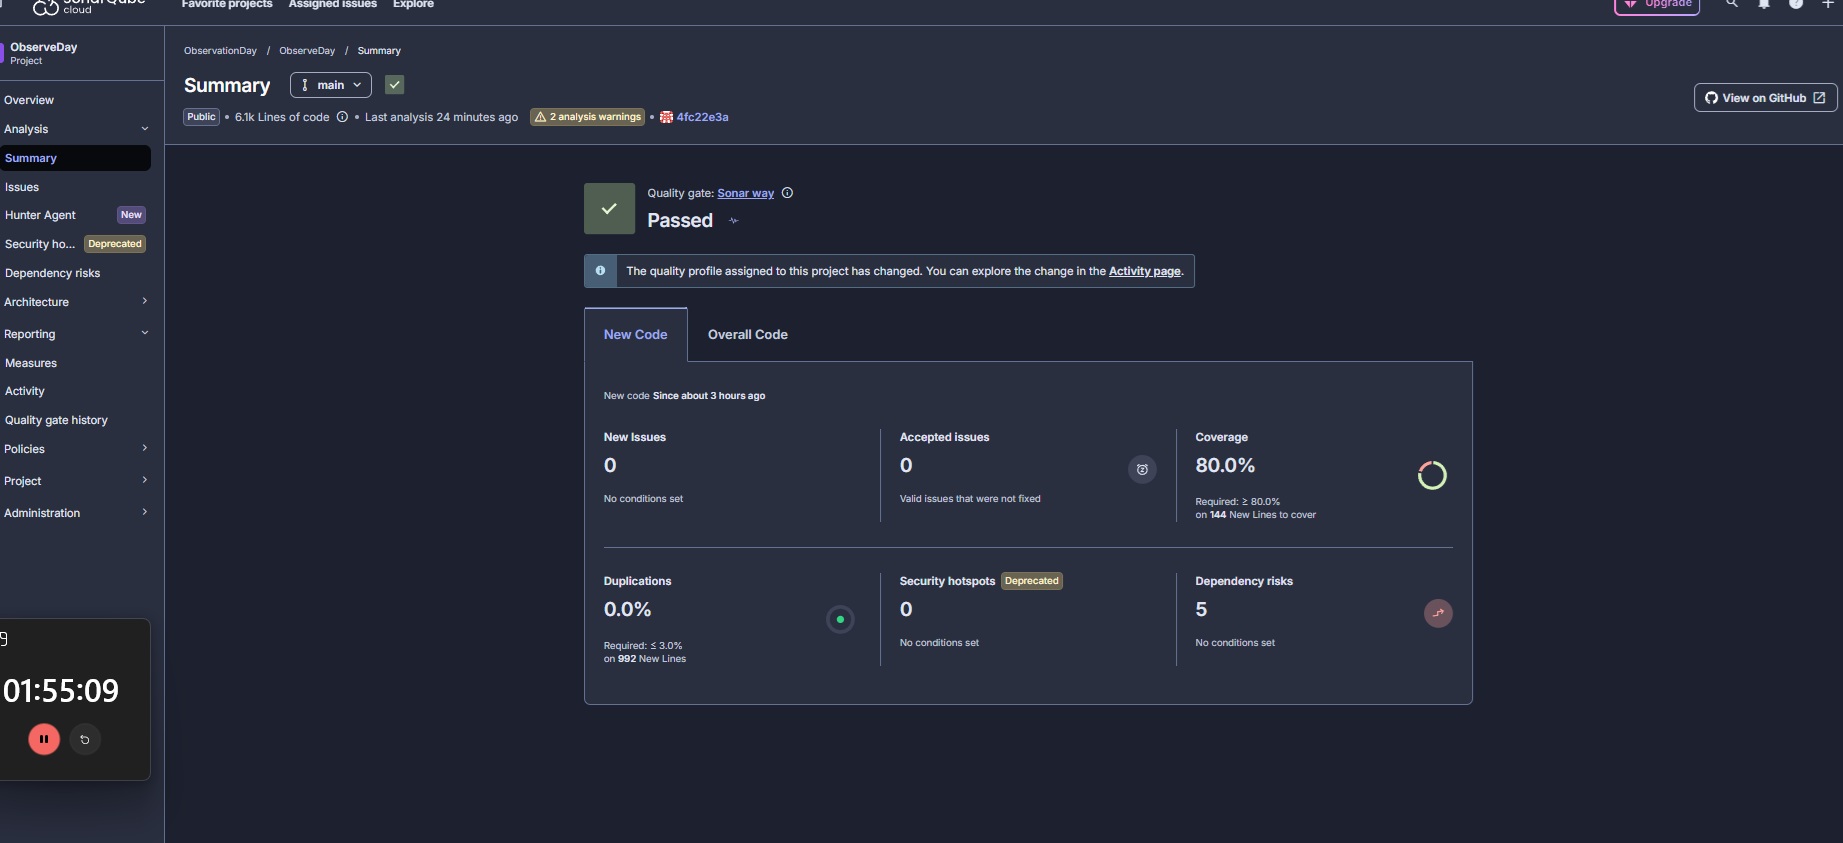 cloud
Favorite projects Assigned issues Explore
Upgrade
ObserveDay
Project
Overview
Analysis
Summary
Issues
Hunter Agent New
Security ho... Deprecated
Dependency risks
Architecture
Reporting
Measures
Activity
Quality gate history
Policies
Project
Administration
01:55:09
ObservationDay / ObserveDay / Summary
Summary main
Public • 6.1k Lines of code • Last analysis 24 minutes ago 2 analysis warnings • 4fc22e3a
View on GitHub
Quality gate: Sonar way
Passed
The quality profile assigned to this project has changed. You can explore the change in the Activity page.
New Code Overall Code
New code Since about 3 hours ago
New Issues
0
No conditions set
Accepted issues
0
Valid issues that were not fixed
Coverage
80.0%
Required: ≥ 80.0%
on 144 New Lines to cover
Duplications
0.0%
Required: ≤ 3.0%
on 992 New Lines
Security hotspots Deprecated
0
No conditions set
Dependency risks
5
No conditions set